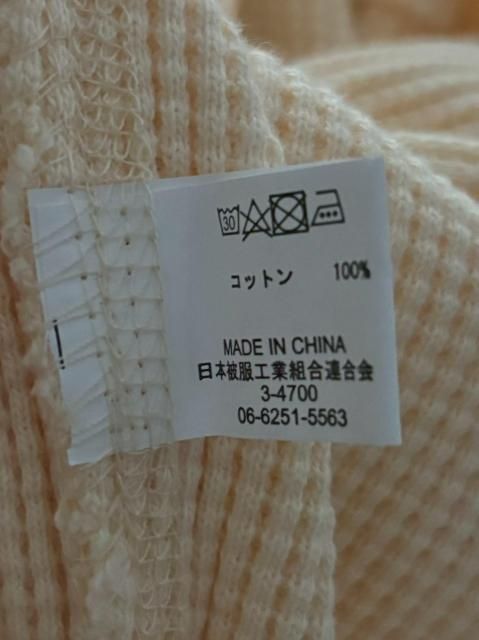 30
コットン 100%
MADE IN CHINA
日本被服工業組合連合会
3-4700
06-6251-5563